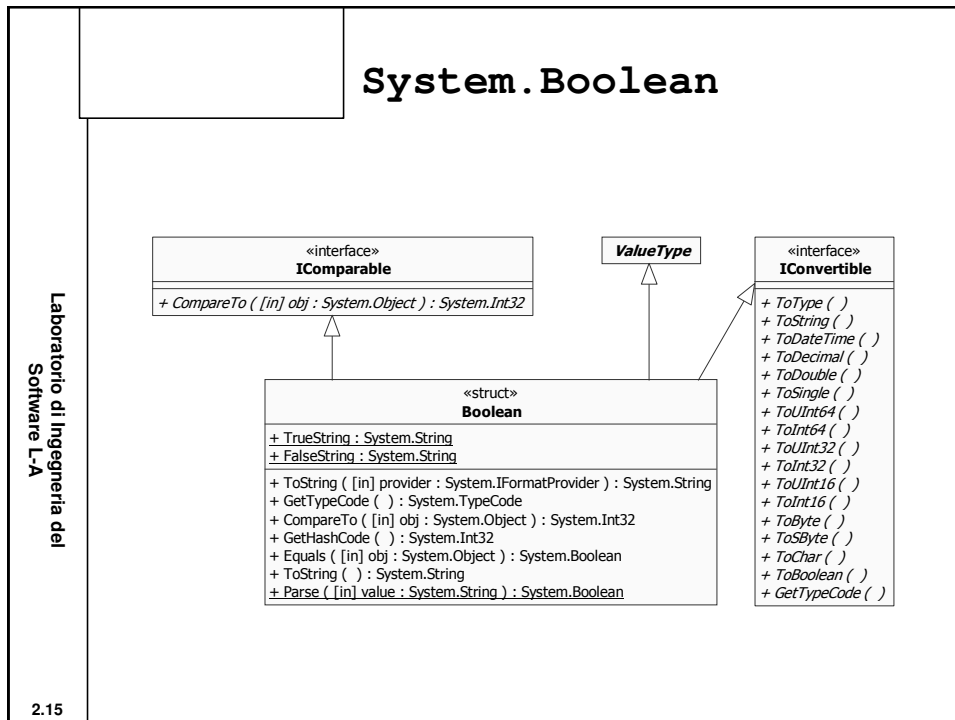 System.Boolean
«interface»
IComparable
+ CompareTo ( [in] obj : System.Object ) : System.Int32
ValueType
«interface»
IConvertible
+ ToType ( )
+ ToString ( )
+ ToDateTime ( )
+ ToDecimal ( )
+ ToDouble ( )
+ ToSingle ( )
+ ToUInt64 ( )
+ ToInt64 ( )
+ ToUInt32 ( )
+ ToInt32 ( )
+ ToUInt16 ( )
+ ToInt16 ( )
+ ToByte ( )
+ ToSByte ( )
+ ToChar ( )
+ ToBoolean ( )
+ GetTypeCode ( )
«struct»
Boolean
+ TrueString : System.String
+ FalseString : System.String
+ ToString ( [in] provider : System.IFormatProvider ) : System.String
+ GetTypeCode ( ) : System.TypeCode
+ CompareTo ( [in] obj : System.Object ) : System.Int32
+ GetHashCode ( ) : System.Int32
+ Equals ( [in] obj : System.Object ) : System.Boolean
+ ToString ( ) : System.String
+ Parse ( [in] value : System.String ) : System.Boolean
Laboratorio di Ingegneria del
Software L-A
2.15